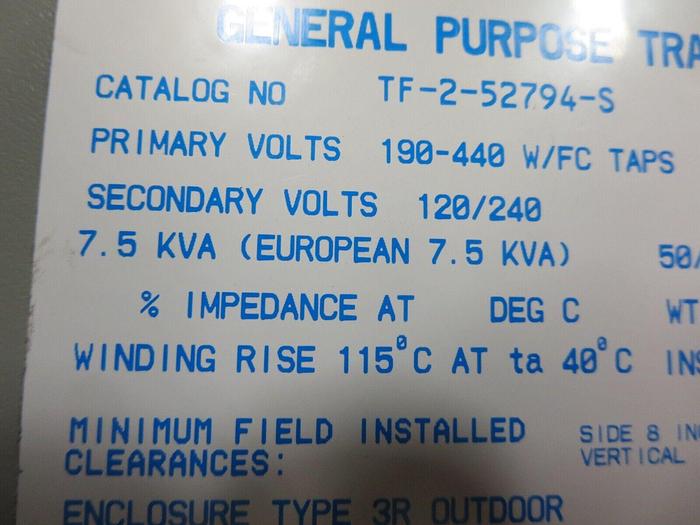 GENERAL PURPOSE TRA
CATALOG NO TF-2-52794-S
PRIMARY VOLTS 190-440 W/FC TAPS
SECONDARY VOLTS 120/240
7.5 KVA (EUROPEAN 7.5 KVA) 50/
% IMPEDANCE AT DEG C WT
WINDING RISE 115⁰C AT ta 40⁰C INS
MINIMUM FIELD INSTALLED SIDE 8 IN
CLEARANCES: VERTICAL
ENCLOSURE TYPE 3R OUTDOOR